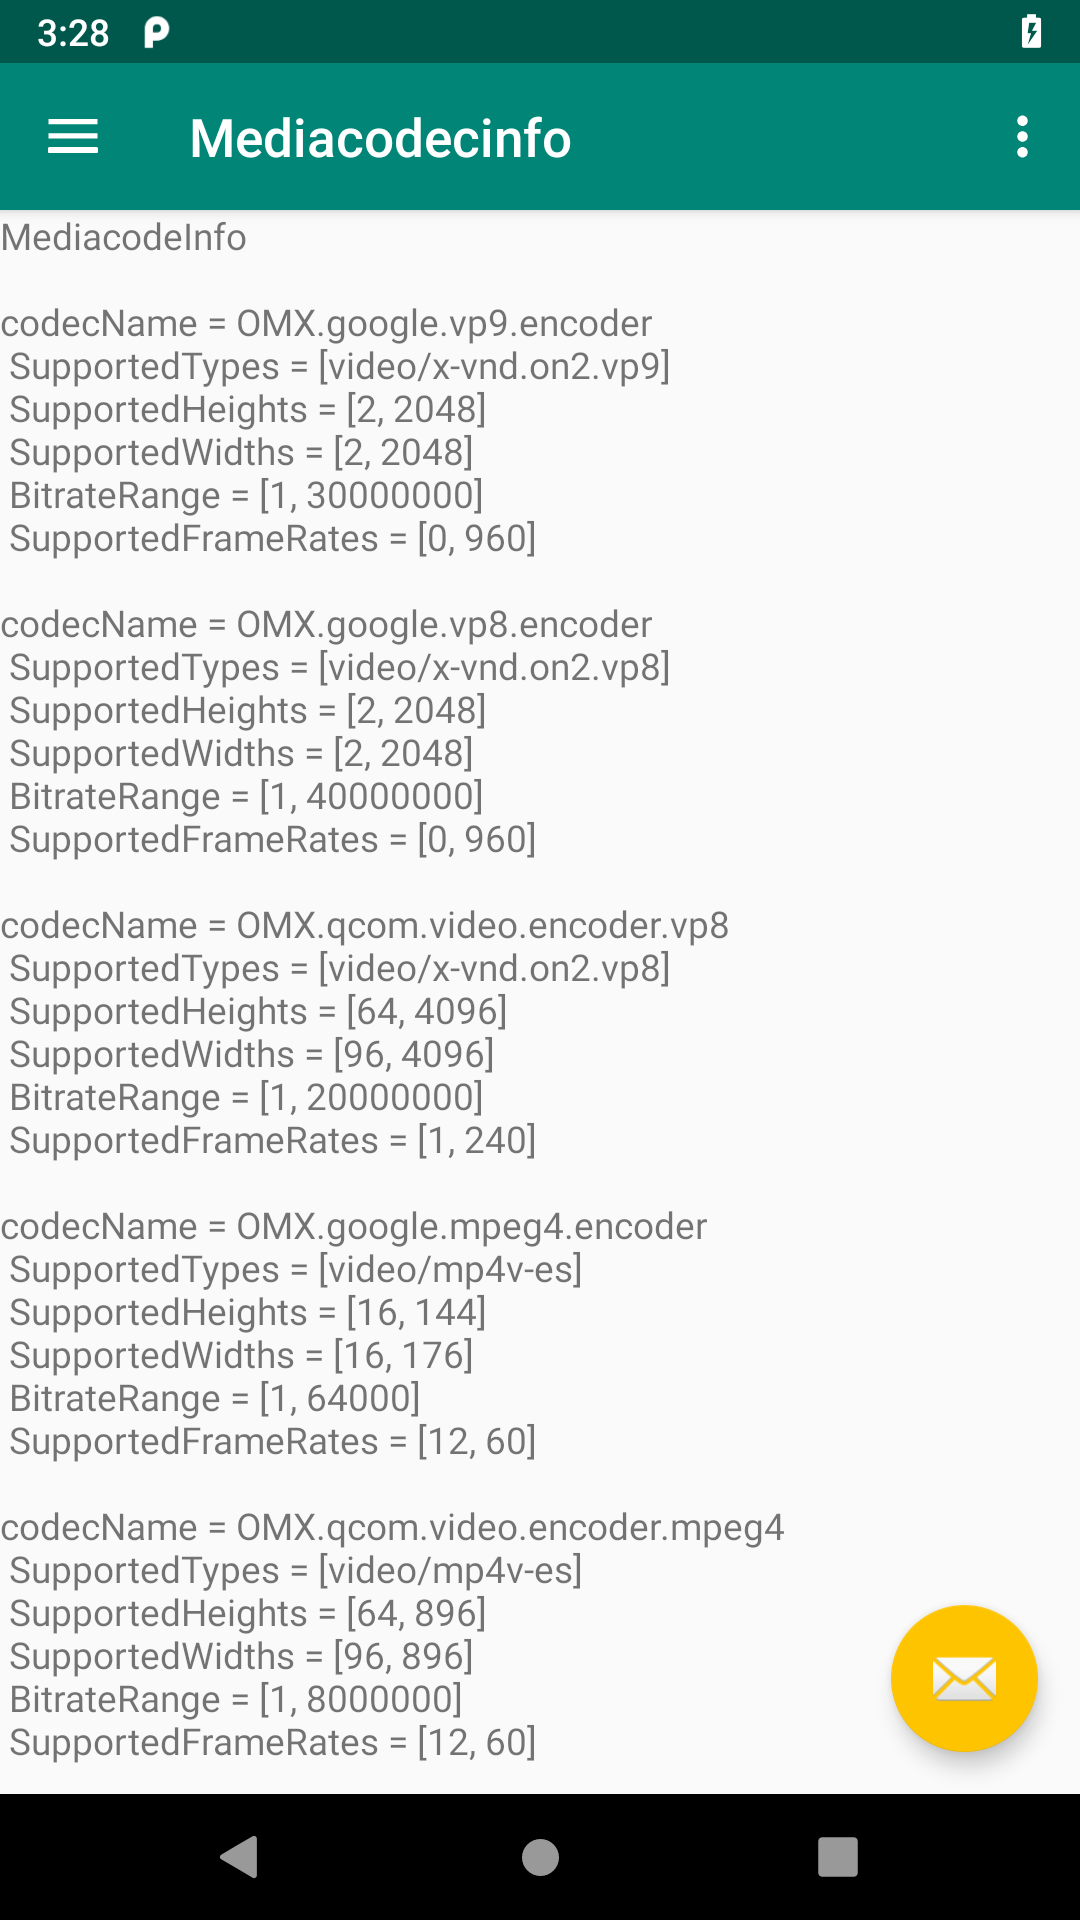 3:28
Mediacodecinfo
MediacodeInfo
codecName = OMX.google.vp9.encoder
SupportedTypes = [video/x-vnd.on2.vp9]
SupportedHeights = [2, 2048]
SupportedWidths = [2, 2048]
BitrateRange = [1, 30000000]
SupportedFrameRates = [0, 960]
codecName = OMX.google.vp8.encoder
SupportedTypes = [video/x-vnd.on2.vp8]
SupportedHeights = [2, 2048]
SupportedWidths = [2, 2048]
BitrateRange = [1, 40000000]
SupportedFrameRates = [0, 960]
codecName = OMX.qcom.video.encoder.vp8
SupportedTypes = [video/x-vnd.on2.vp8]
SupportedHeights = [64, 4096]
SupportedWidths = [96, 4096]
BitrateRange = [1, 20000000]
SupportedFrameRates = [1, 240]
codecName = OMX.google.mpeg4.encoder
SupportedTypes = [video/mp4v-es]
SupportedHeights = [16, 144]
SupportedWidths = [16, 176]
BitrateRange = [1, 64000]
SupportedFrameRates = [12, 60]
codecName = OMX.qcom.video.encoder.mpeg4
SupportedTypes = [video/mp4v-es]
SupportedHeights = [64, 896]
SupportedWidths = [96, 896]
BitrateRange = [1, 8000000]
SupportedFrameRates = [12, 60]